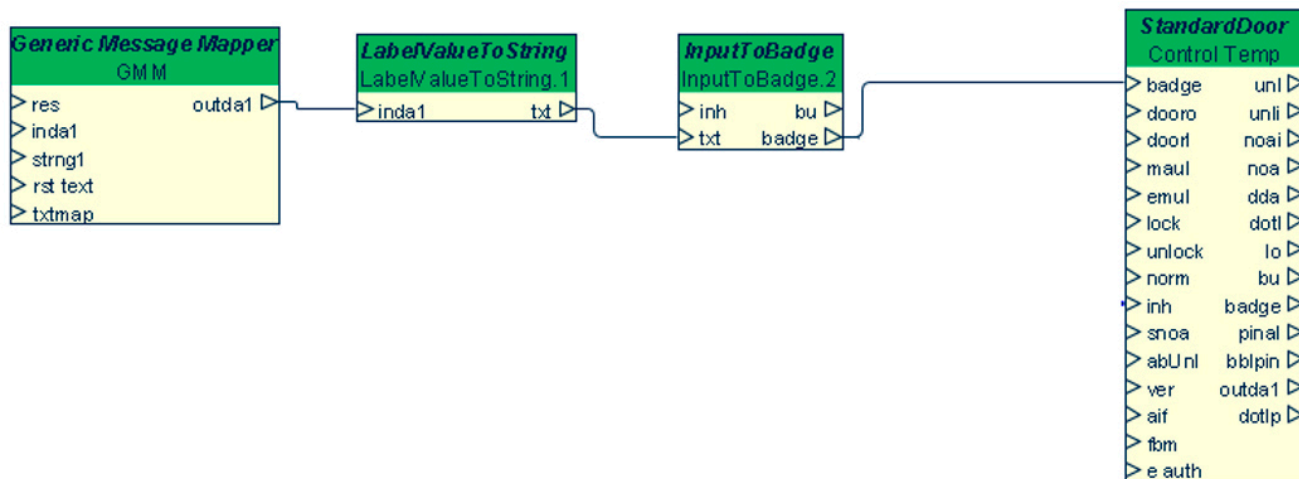 Generic Message Mapper
GMM
res outda1
inda1
strng1
rst text
txtmap
LabelValueToString
LabelValueToString.1
inda1 txt
InputToBadge
InputToBadge.2
inh bu
txt badge
StandardDoor
Control Temp
badge unl
dooro unli
doorl noai
maul noa
emul dda
lock dotl
unlock lo
norm bu
inh badge
snoa pinal
abUnl bblpin
ver outda1
aif dotlp
fbm
e auth